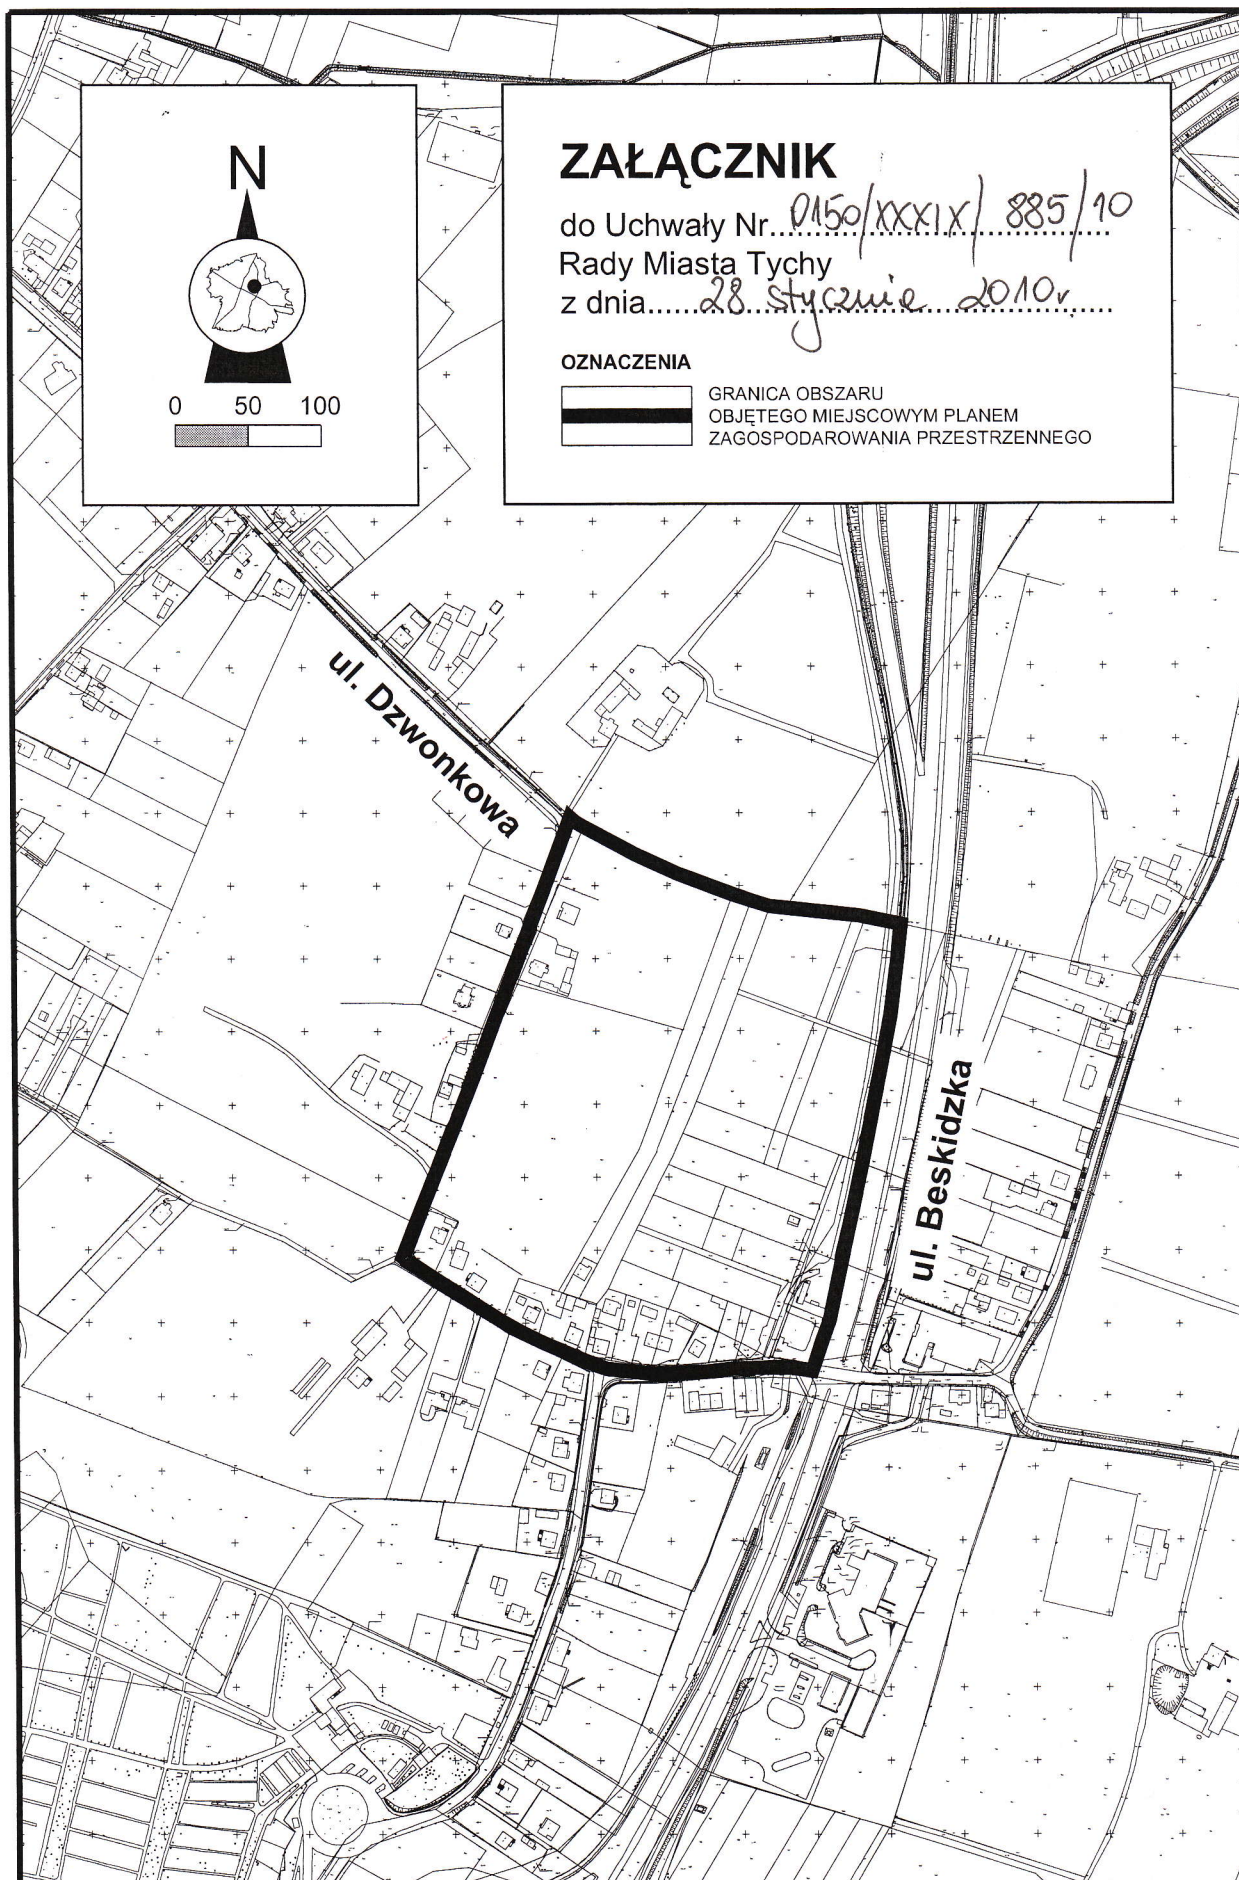 N
0 50 100
ZAŁĄCZNIK
do Uchwały Nr 0150/XXXIX/885/10
Rady Miasta Tychy
z dnia 28 stycznia 2010r.
OZNACZENIA
GRANICA OBSZARU
OBJĘTEGO MIEJSCOWYM PLANEM
ZAGOSPODAROWANIA PRZESTRZENNEGO
ul. Dzwonkowa
ul. Beskidzka